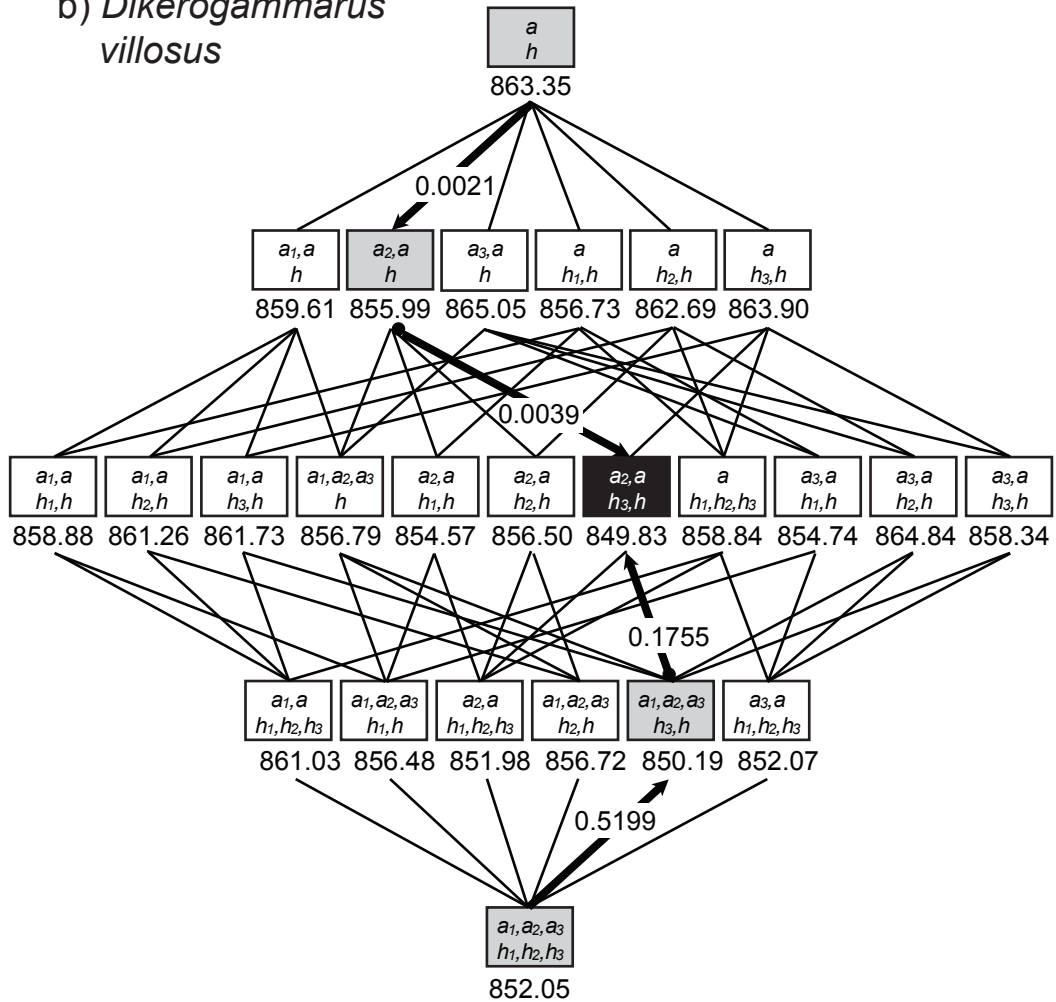 b) Dikerogammarus
villosus
a
h
863.35
0.0021
a₁,a a₂,a a₃,a a a a
h h h h₁,h h₂,h h₃,h
859.61 855.99 865.05 856.73 862.69 863.90
0.0039
a₁,a a₁,a a₁,a a₁,a₂,a₃ a₂,a a₂,a a₂,a a a₃,a a₃,a a₃,a
h₁,h h₂,h h₃,h h h₁,h h₂,h h₃,h h₁,h₂,h₃ h₁,h h₂,h h₃,h
858.88 861.26 861.73 856.79 854.57 856.50 849.83 858.84 854.74 864.84 858.34
0.1755
a₁,a a₁,a₂,a₃ a₂,a a₁,a₂,a₃ a₁,a₂,a₃ a₃,a
h₁,h₂,h₃ h₁,h h₁,h₂,h₃ h₂,h h₃,h h₁,h₂,h₃
861.03 856.48 851.98 856.72 850.19 852.07
0.5199
a₁,a₂,a₃
h₁,h₂,h₃
852.05